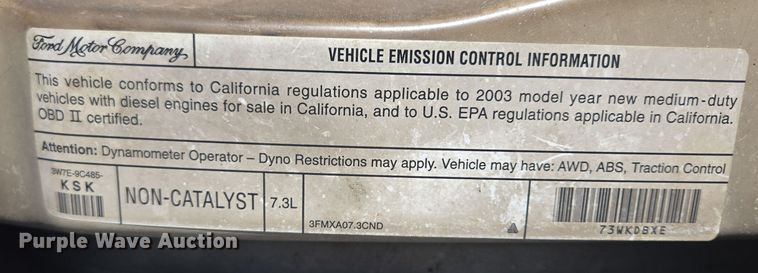 Ford Motor Company
VEHICLE EMISSION CONTROL INFORMATION
This vehicle conforms to California regulations applicable to 2003 model year new medium-duty
vehicles with diesel engines for sale in California, and to U.S. EPA regulations applicable in California.
OBD II certified.
Attention: Dynamometer Operator – Dyno Restrictions may apply. Vehicle may have: AWD, ABS, Traction Control
3W7E-9C485-
KSK
NON-CATALYST
7.3L
3FMXA07.3CND
73WKDBXE
Purple Wave Auction